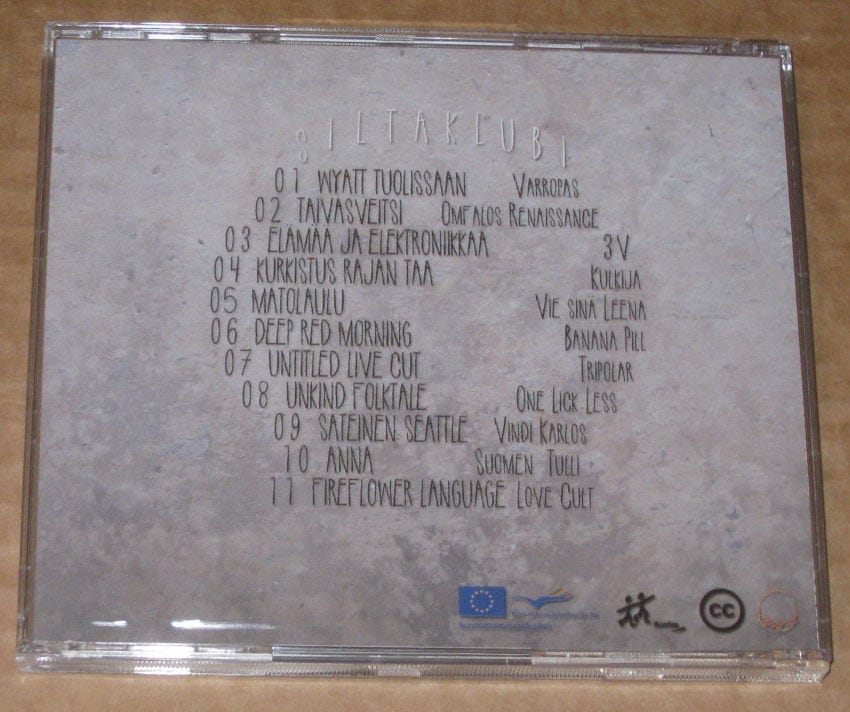 SILTAKLUBI
01 WYATT TUOLISSAAN VARROPAS
02 TAIVASVEITSI OMFALOS RENAISSANCE
03 ELÄMÄÄ JA ELEKTRONIIKKAA 3V
04 KURKISTUS RAJAN TAA KULKIJA
05 MATOLAULU VIE SINÄ LEENA
06 DEEP RED MORNING BANANA PILL
07 UNTITLED LIVE CUT TRIPOLAR
08 UNKIND FOLKTALE ONE LICK LESS
09 SATEINEN SEATTLE VINDI KARLOS
10 ANNA SUOMEN TULLI
11 FIREFLOWER LANGUAGE LOVE CULT
CC